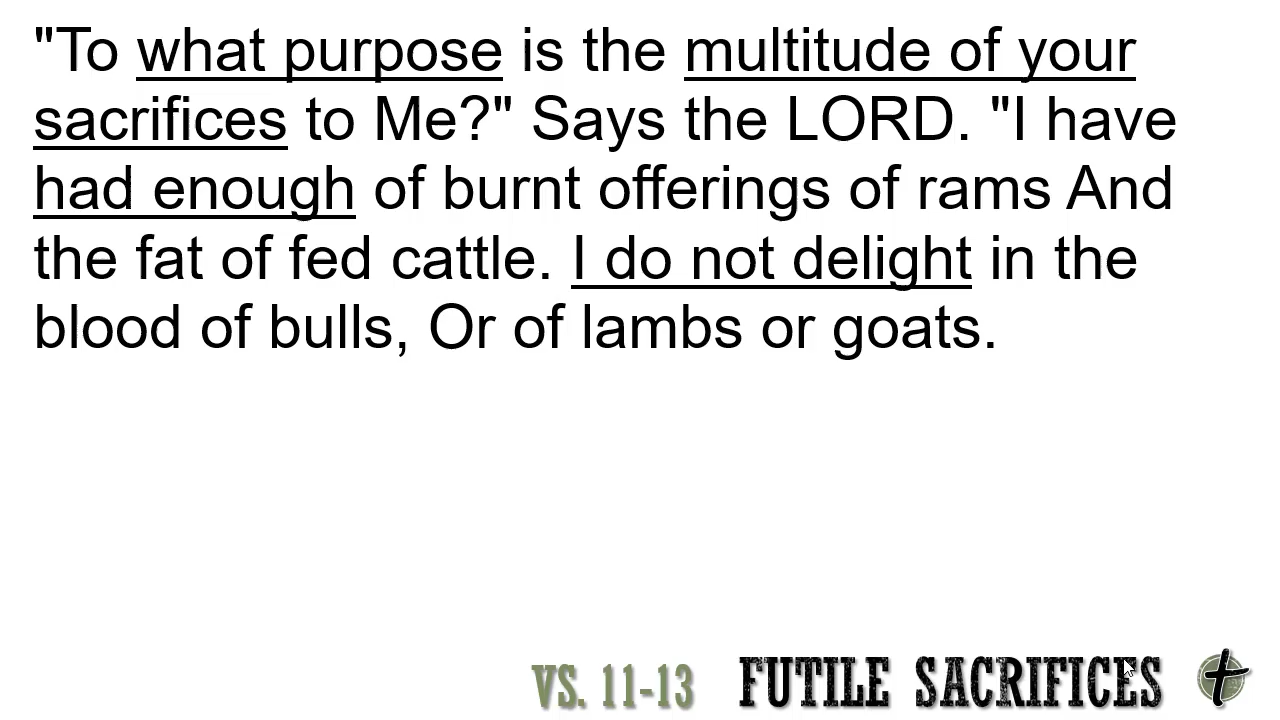 "To what purpose is the multitude of your
sacrifices to Me?" Says the LORD. "I have
had enough of burnt offerings of rams And
the fat of fed cattle. I do not delight in the
blood of bulls, Or of lambs or goats.
VS. 11-13 FUTILE SACRIFICES